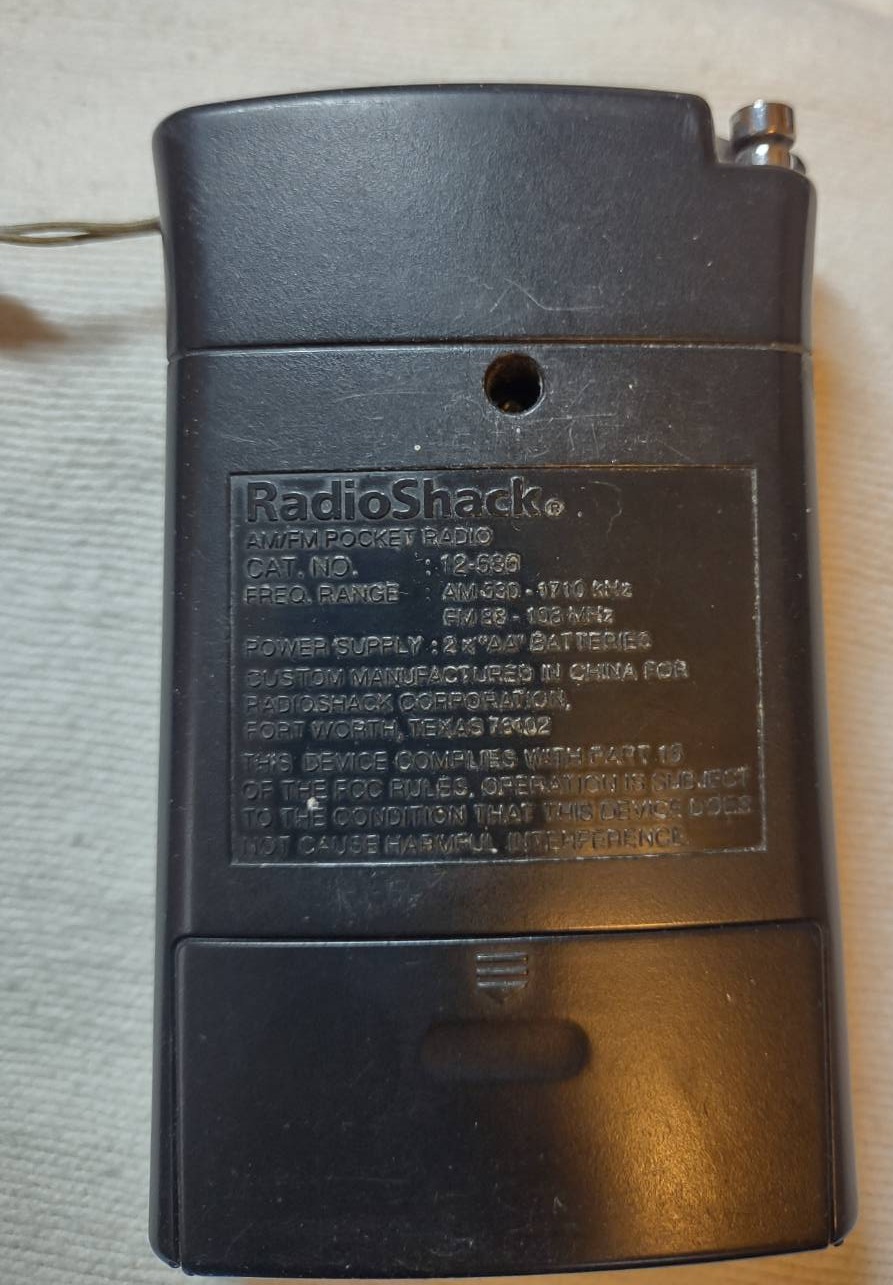 RadioShack®
AM/FM POCKET RADIO
CAT. NO. :
FREQ. RANGE : AM 530 - 1710 kHz
FM 88 - 108 MHz
POWER SUPPLY : 2 x "AA" BATTERIES
CUSTOM MANUFACTURED IN CHINA FOR
RADIOSHACK CORPORATION,
FORT WORTH, TEXAS 76102
THIS DEVICE COMPLIES WITH PART 15
OF THE FCC RULES. OPERATION IS SUBJECT
TO THE CONDITION THAT THIS DEVICE DOES
NOT CAUSE HARMFUL INTERFERENCE.